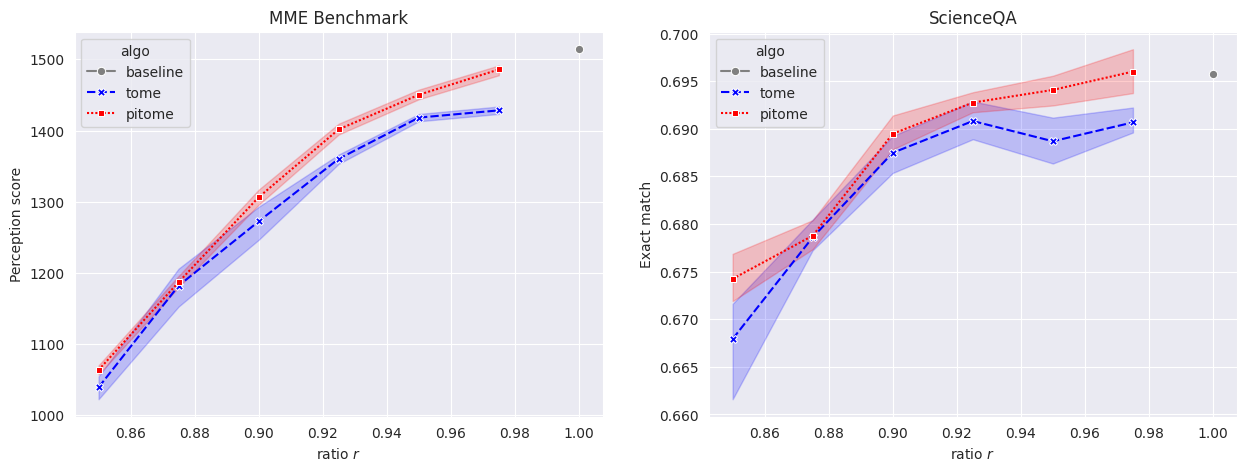 MME Benchmark
Perception score
1500
1400
1300
1200
1100
1000
algo
baseline
tome
pitome
0.86 0.88 0.90 0.92 0.94 0.96 0.98 1.00
ratio r
ScienceQA
Exact match
0.700
0.695
0.690
0.685
0.680
0.675
0.670
0.665
0.660
algo
baseline
tome
pitome
0.86 0.88 0.90 0.92 0.94 0.96 0.98 1.00
ratio r